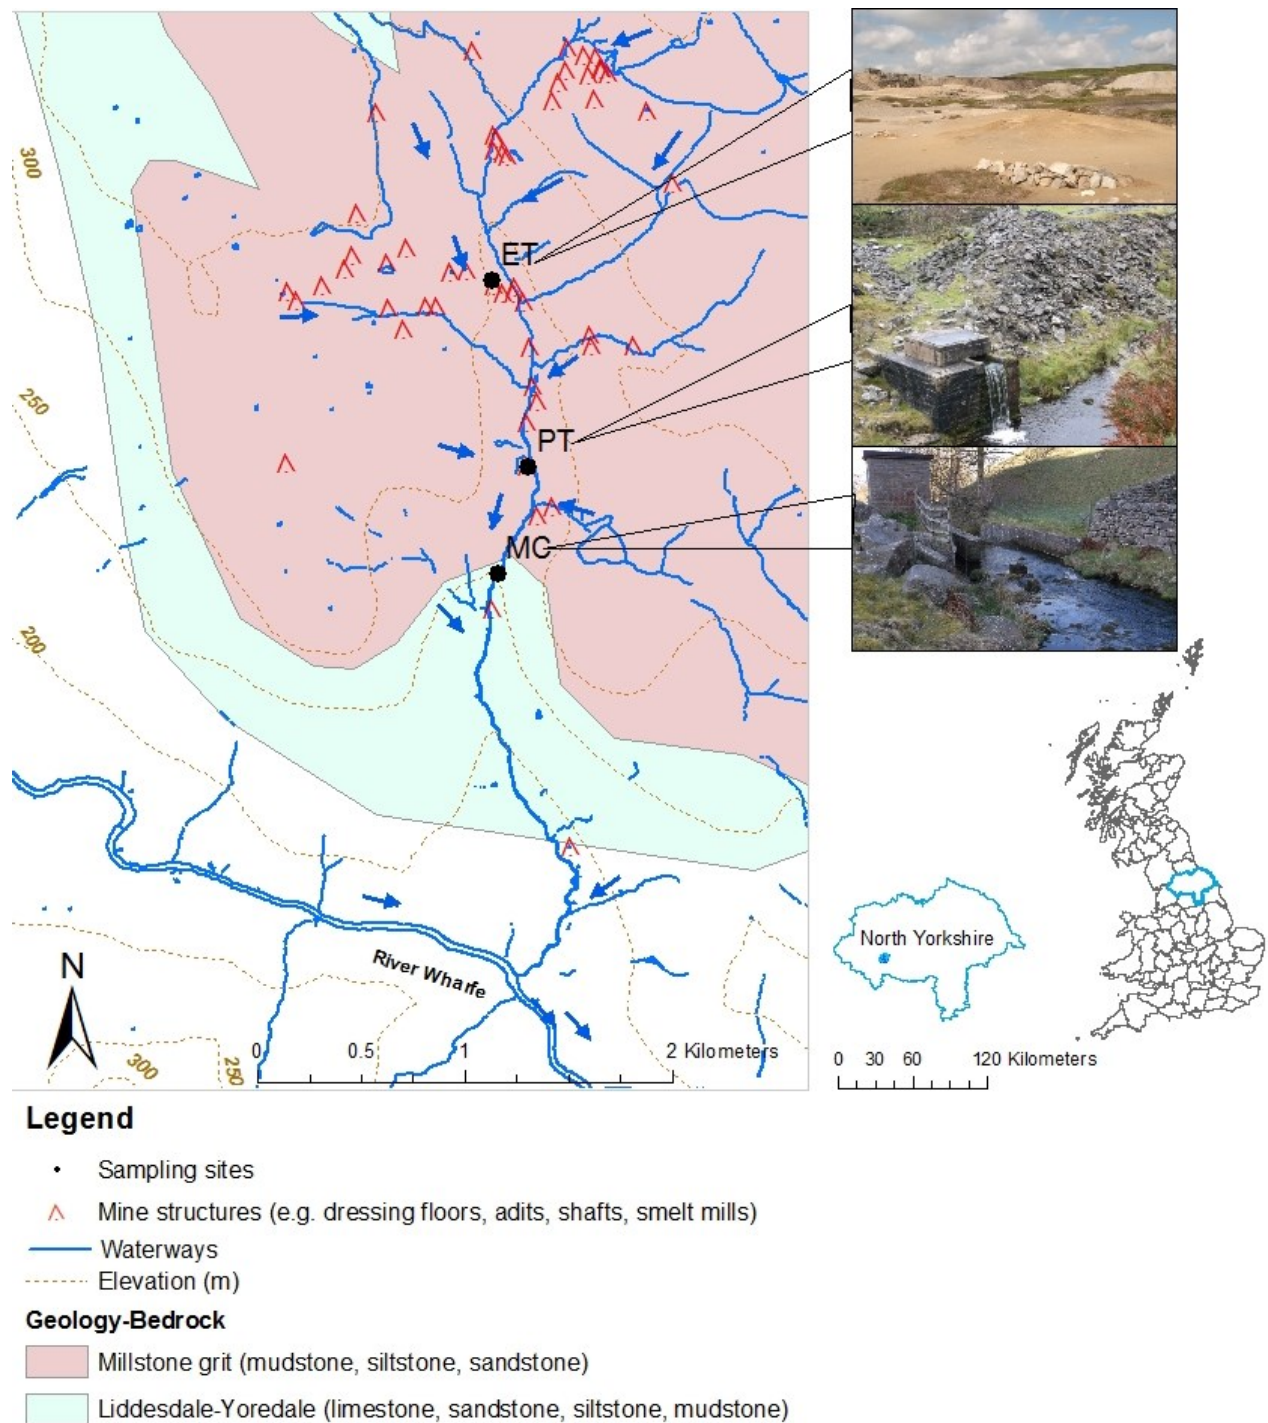 300
ET
250
PT
MC
200
River Wharfe
N
300
250
0 0.5 1 2 Kilometers
North Yorkshire
0 30 60 120 Kilometers
Legend
Sampling sites
Mine structures (e.g. dressing floors, adits, shafts, smelt mills)
Waterways
Elevation (m)
Geology-Bedrock
Millstone grit (mudstone, siltstone, sandstone)
Liddesdale-Yoredale (limestone, sandstone, siltstone, mudstone)